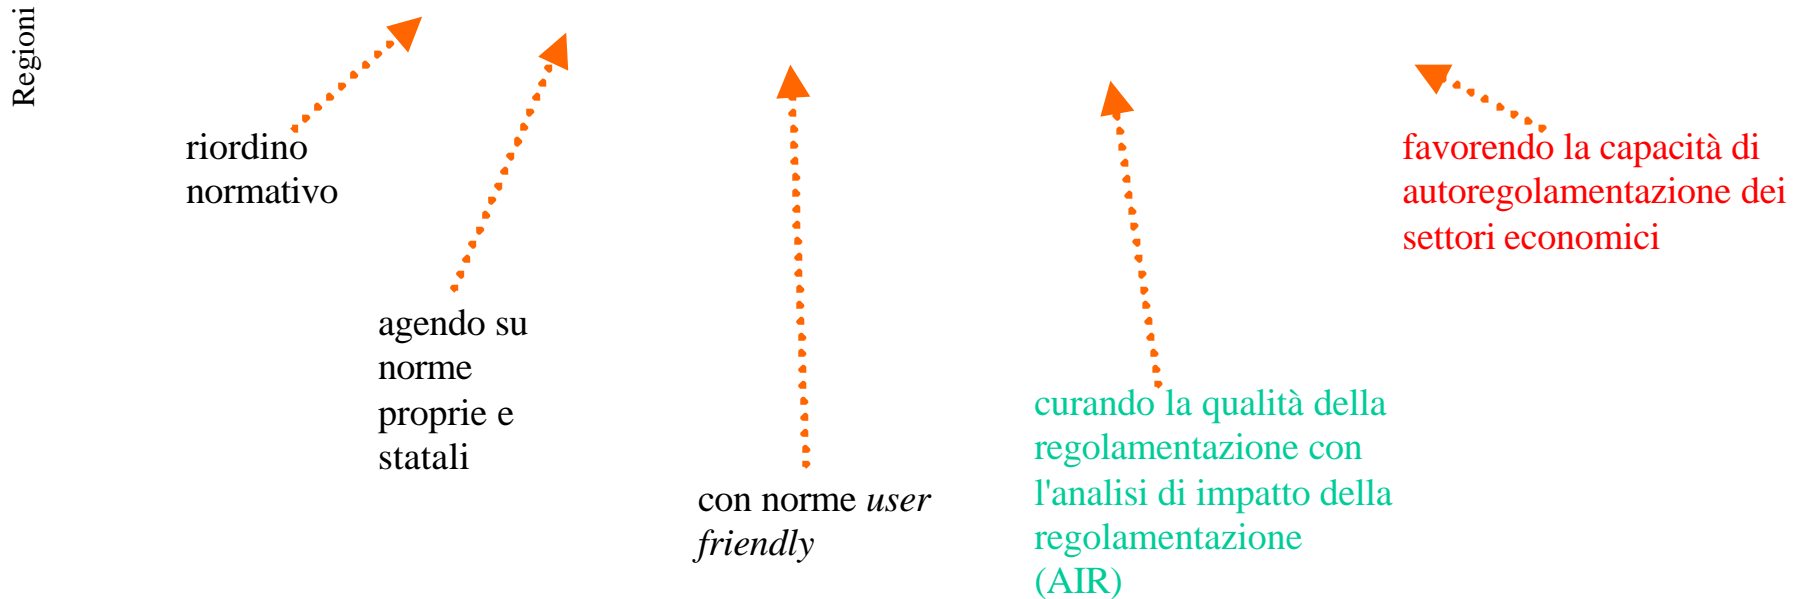 Regioni
riordino
normativo
agendo su
norme
proprie e
statali
con norme user
friendly
curando la qualità della
regolamentazione con
l'analisi di impatto della
regolamentazione
(AIR)
favorendo la capacità di
autoregolamentazione dei
settori economici